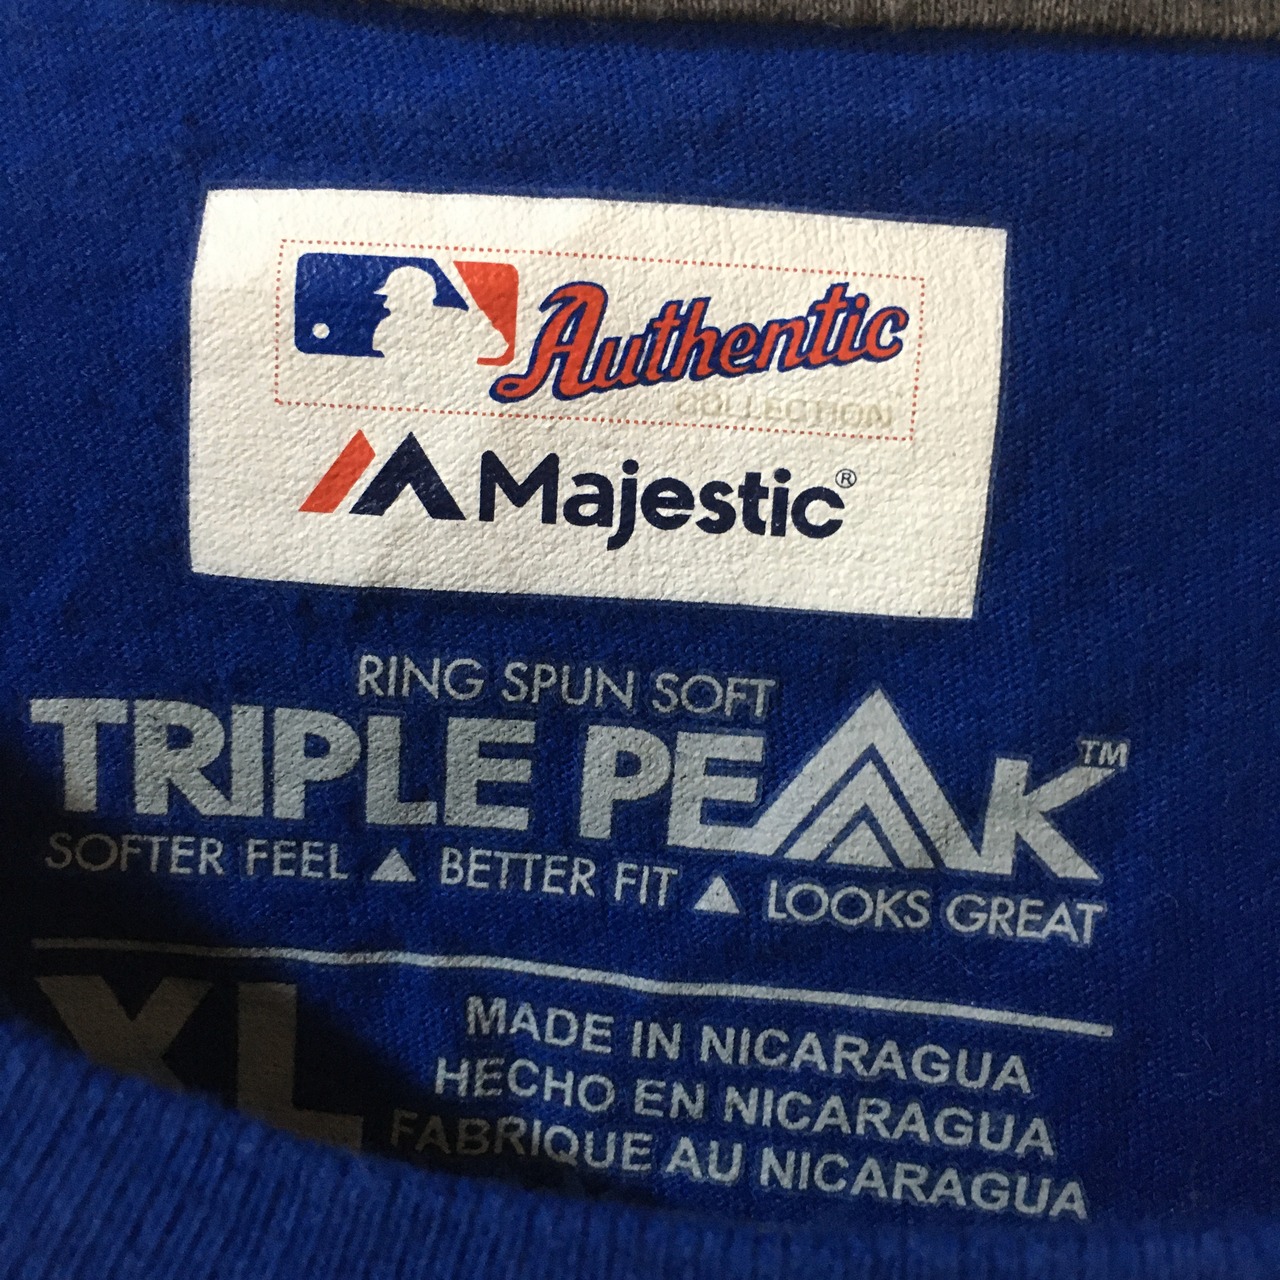 Authentic
Majestic®
RING SPUN SOFT
TRIPLE PEAK™
SOFTER FEEL ▲ BETTER FIT ▲ LOOKS GREAT
XL
MADE IN NICARAGUA
HECHO EN NICARAGUA
FABRIQUE AU NICARAGUA